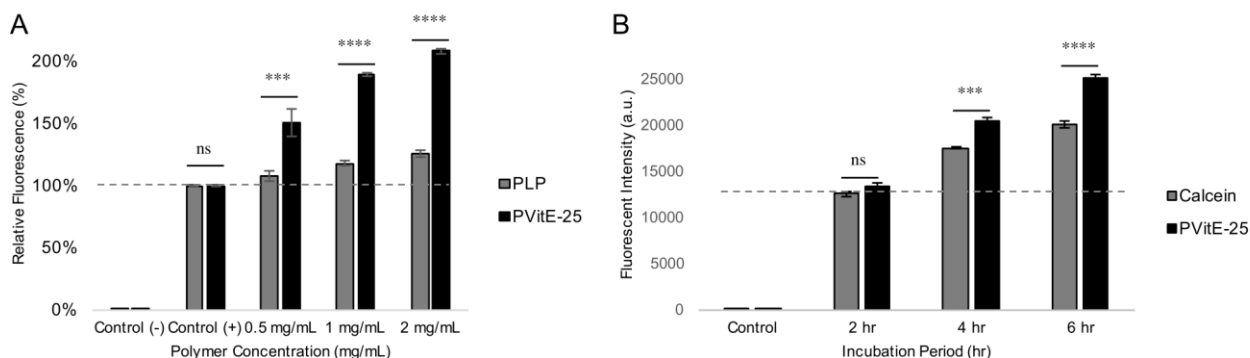 A
Relative Fluorescence (%)
200%
150%
100%
50%
0%
ns
***
****
****
Control (-) Control (+) 0.5 mg/mL 1 mg/mL 2 mg/mL
Polymer Concentration (mg/mL)
PLP
PVitE-25
B
Fluorescent Intensity (a.u.)
25000
20000
15000
10000
5000
0
ns
***
****
Control 2 hr 4 hr 6 hr
Incubation Period (hr)
Calcein
PVitE-25